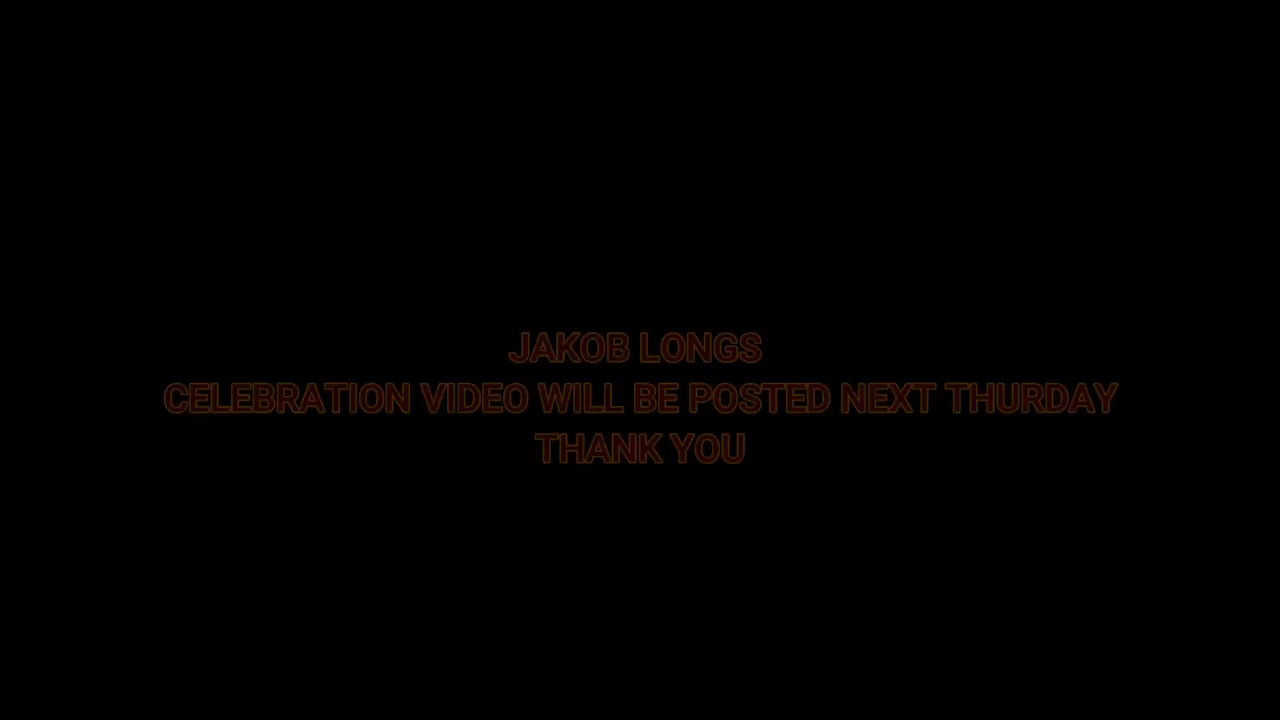 JAKOB LONGS
CELEBRATION VIDEO WILL BE POSTED NEXT THURDAY
THANK YOU